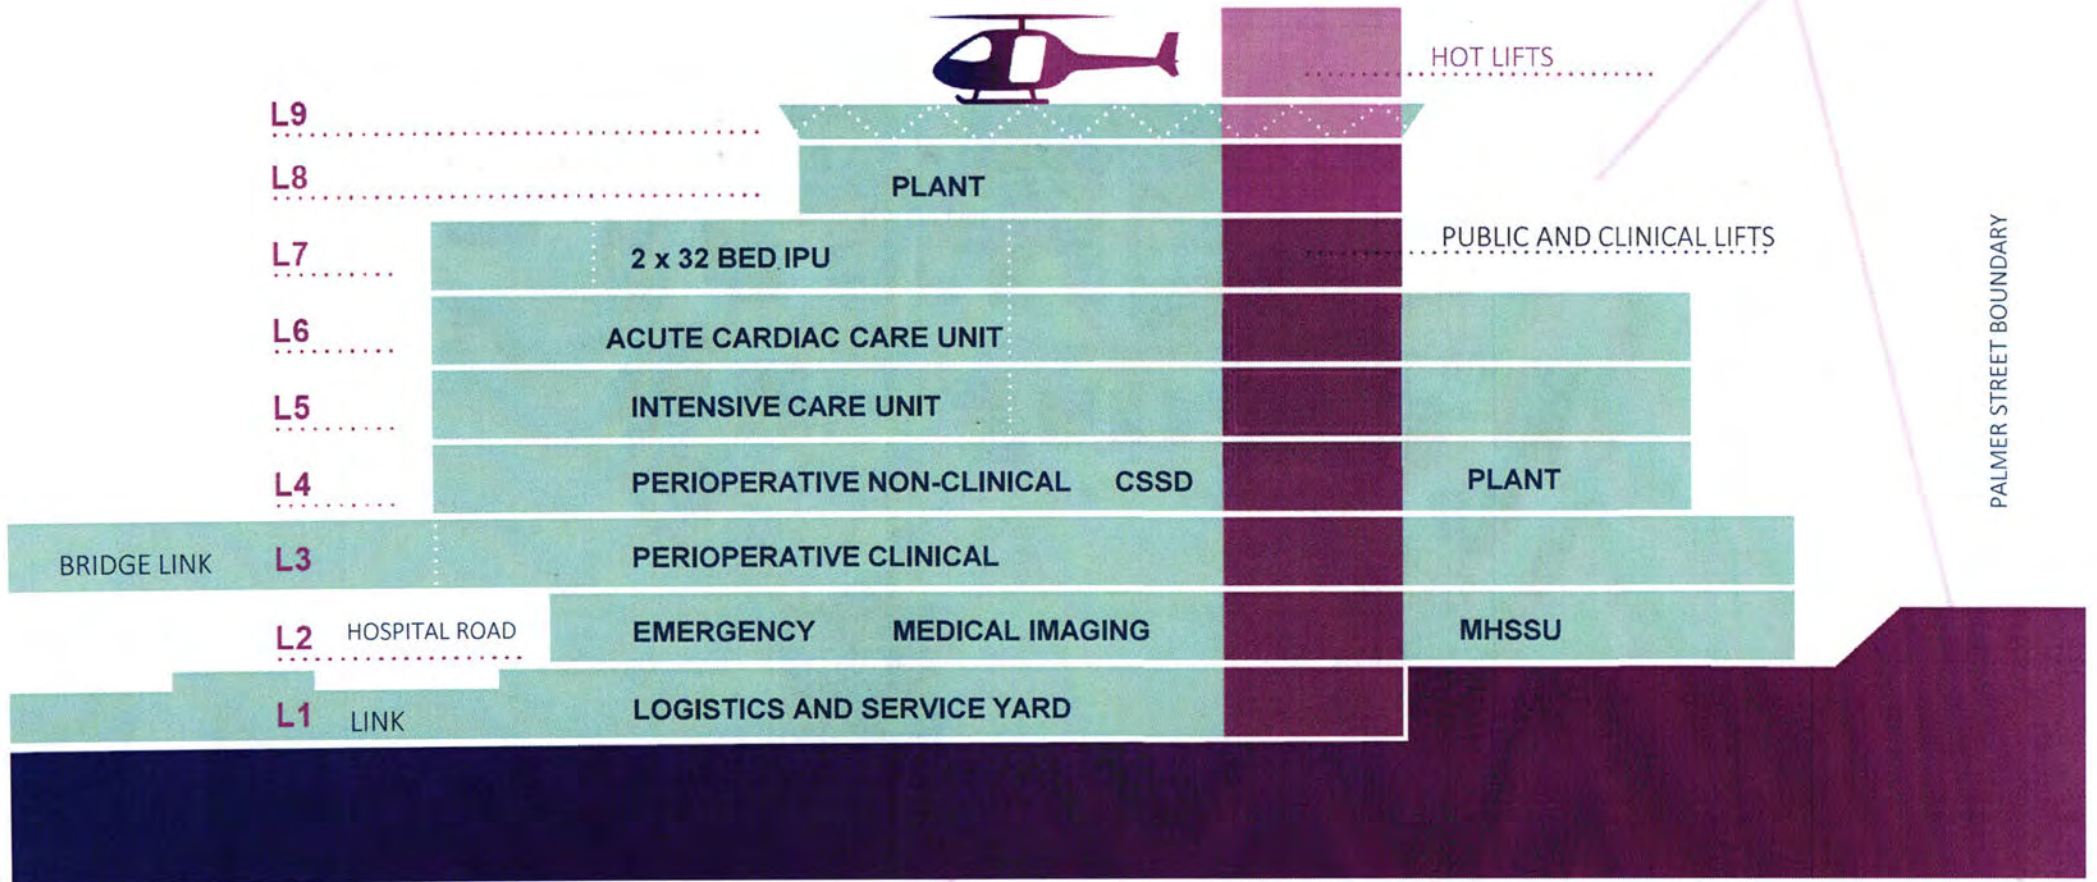 HOT LIFTS
L9
L8 PLANT
L7 2 x 32 BED IPU PUBLIC AND CLINICAL LIFTS
L6 ACUTE CARDIAC CARE UNIT
L5 INTENSIVE CARE UNIT
L4 PERIOPERATIVE NON-CLINICAL CSSD PLANT
BRIDGE LINK L3 PERIOPERATIVE CLINICAL
L2 HOSPITAL ROAD EMERGENCY MEDICAL IMAGING MHSSU
L1 LINK LOGISTICS AND SERVICE YARD
PALMER STREET BOUNDARY